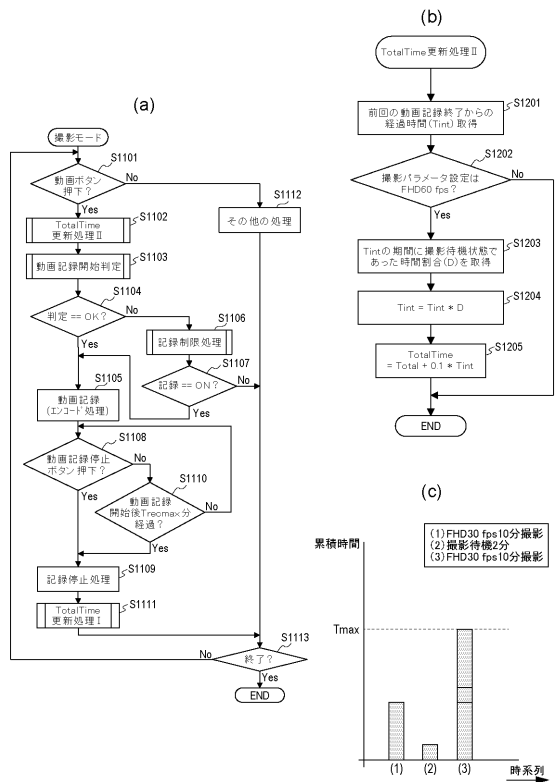 (a)
撮影モード
S1101
動画ボタン
押下？
No
Yes
S1102
TotalTime
更新処理Ⅱ
S1112
その他の処理
S1103
動画記録開始判定
S1104
判定 == OK？
No
Yes
S1106
記録制限処理
S1107
記録 == ON？
No
Yes
S1105
動画記録
(エンコード処理)
S1108
動画記録停止
ボタン押下？
No
Yes
S1110
動画記録
開始後Trecmax分
経過？
No
Yes
S1109
記録停止処理
S1111
TotalTime
更新処理Ⅰ
S1113
終了？
No
Yes
END
(b)
TotalTime 更新処理Ⅱ
S1201
前回の動画記録終了からの
経過時間(Tint)取得
S1202
撮影パラメータ設定は
FHD60 fps？
No
Yes
S1203
Tintの期間に撮影待機状態で
あった時間割合(D)を取得
S1204
Tint = Tint * D
S1205
TotalTime
= Total + 0.1 * Tint
END
(c)
(1)FHD30 fps10分撮影
(2)撮影待機2分
(3)FHD30 fps10分撮影
累積時間
Tmax
(1)
(2)
(3)
時系列